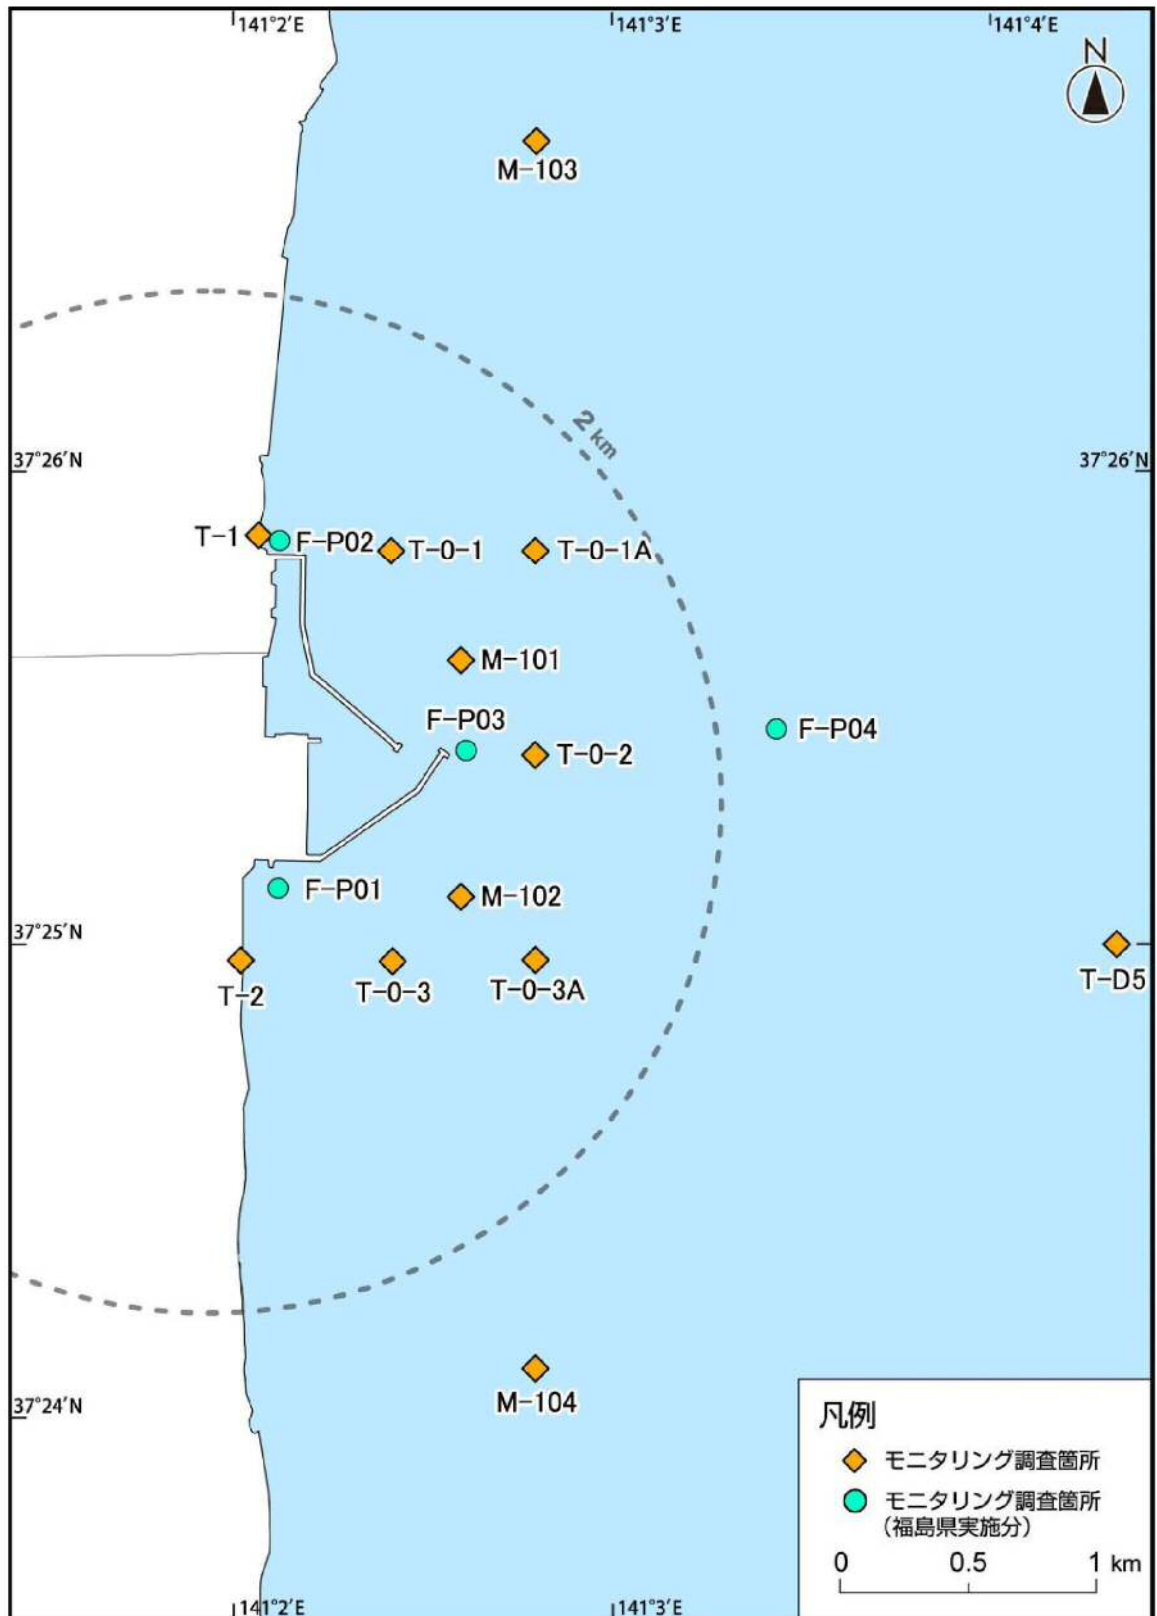 141°2′E
141°3′E
141°4′E
N
M-103
2 km
37°26′N
37°26′N
T-1
F-P02
T-0-1
T-0-1A
M-101
F-P03
F-P04
T-0-2
F-P01
M-102
37°25′N
T-2
T-0-3
T-0-3A
T-D5
M-104
37°24′N
凡例
モニタリング調査箇所
モニタリング調査箇所
（福島県実施分）
0 0.5 1 km
141°2′E
141°3′E